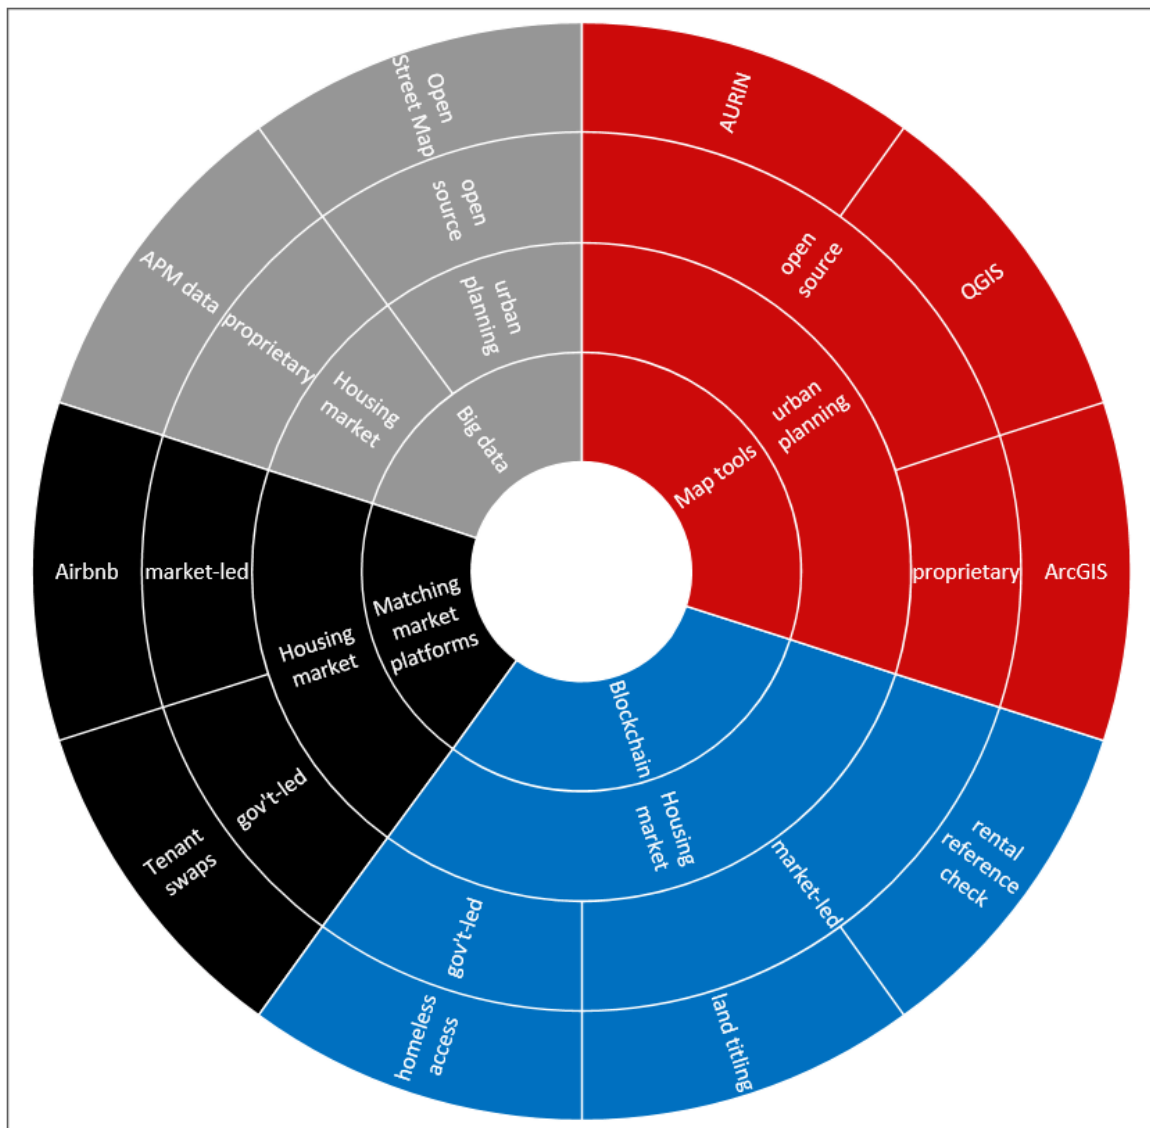 Map tools
urban
planning
open
source
AURIN
QGIS
proprietary
ArcGIS
Blockchain
Housing
market
market-led
rental
reference
check
land titling
gov't-led
homeless
access
Matching
market
platforms
Housing
market
gov't-led
Tenant
swaps
market-led
Airbnb
Big data
Housing
market
proprietary
APM data
urban
planning
open
source
Open
Street Map